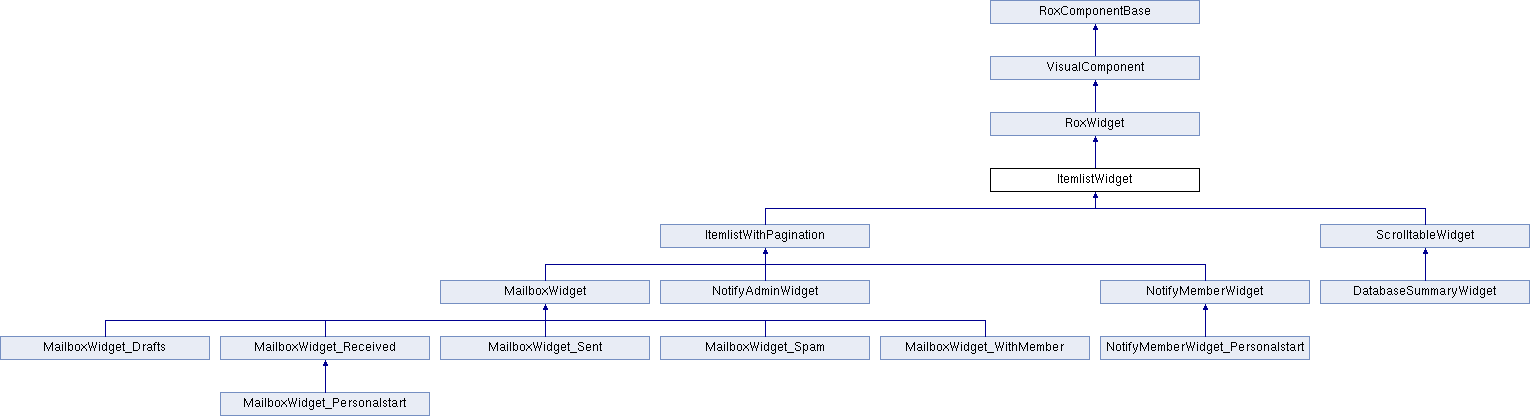 RoxComponentBase
VisualComponent
RoxWidget
ItemlistWidget
ItemlistWithPagination
ScrolltableWidget
MailboxWidget
NotifyAdminWidget
NotifyMemberWidget
DatabaseSummaryWidget
MailboxWidget_Drafts
MailboxWidget_Received
MailboxWidget_Sent
MailboxWidget_Spam
MailboxWidget_WithMember
NotifyMemberWidget_Personalstart
MailboxWidget_Personalstart